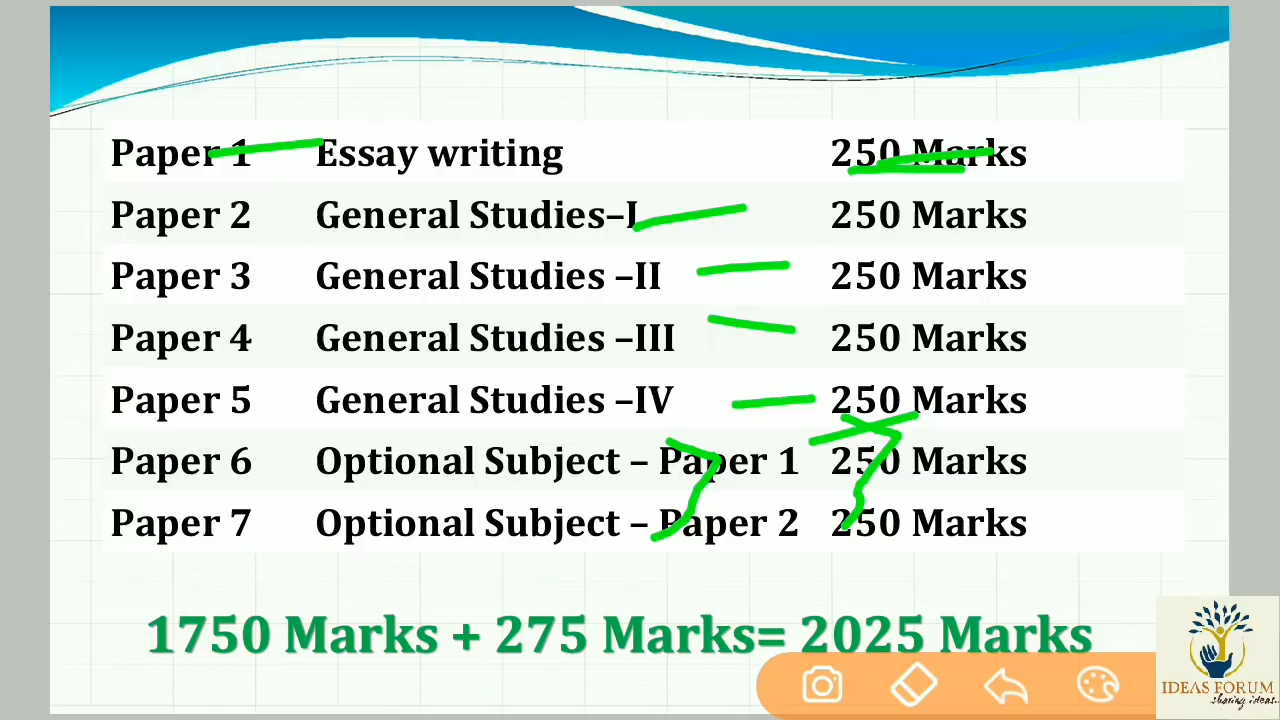 Paper 1 Essay writing 250 Marks
Paper 2 General Studies–I 250 Marks
Paper 3 General Studies –II 250 Marks
Paper 4 General Studies –III 250 Marks
Paper 5 General Studies –IV 250 Marks
Paper 6 Optional Subject – Paper 1 250 Marks
Paper 7 Optional Subject – Paper 2 250 Marks
1750 Marks + 275 Marks= 2025 Marks
IDEAS FORUM
sharing ideas